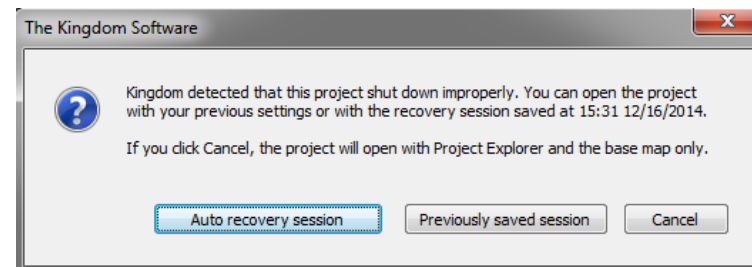 The Kingdom Software
Kingdom detected that this project shut down improperly. You can open the project
with your previous settings or with the recovery session saved at 15:31 12/16/2014.
If you click Cancel, the project will open with Project Explorer and the base map only.
Auto recovery session Previously saved session Cancel